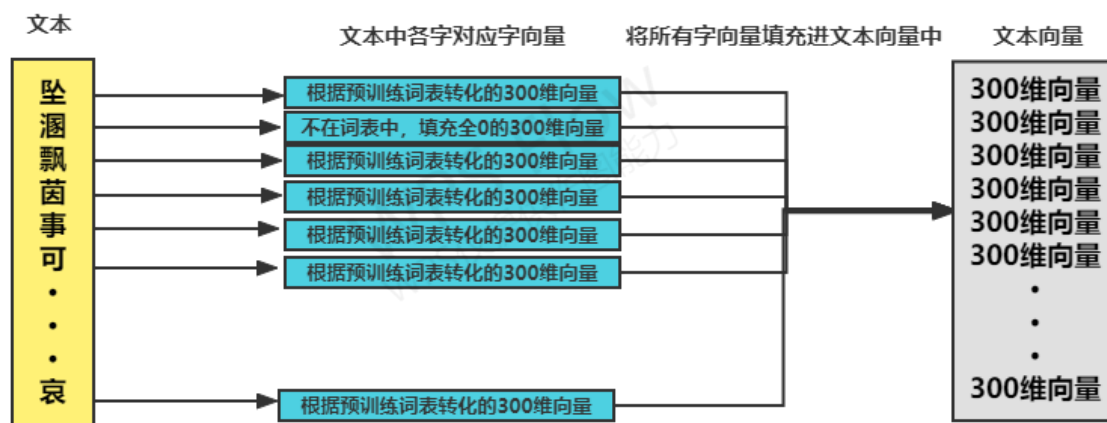 文本
文本中各字对应字向量
将所有字向量填充进文本向量中
文本向量
坠
溷
飘
茵
事
可
哀
根据预训练词表转化的300维向量
不在词表中，填充全0的300维向量
根据预训练词表转化的300维向量
根据预训练词表转化的300维向量
根据预训练词表转化的300维向量
根据预训练词表转化的300维向量
根据预训练词表转化的300维向量
300维向量
300维向量
300维向量
300维向量
300维向量
300维向量
300维向量